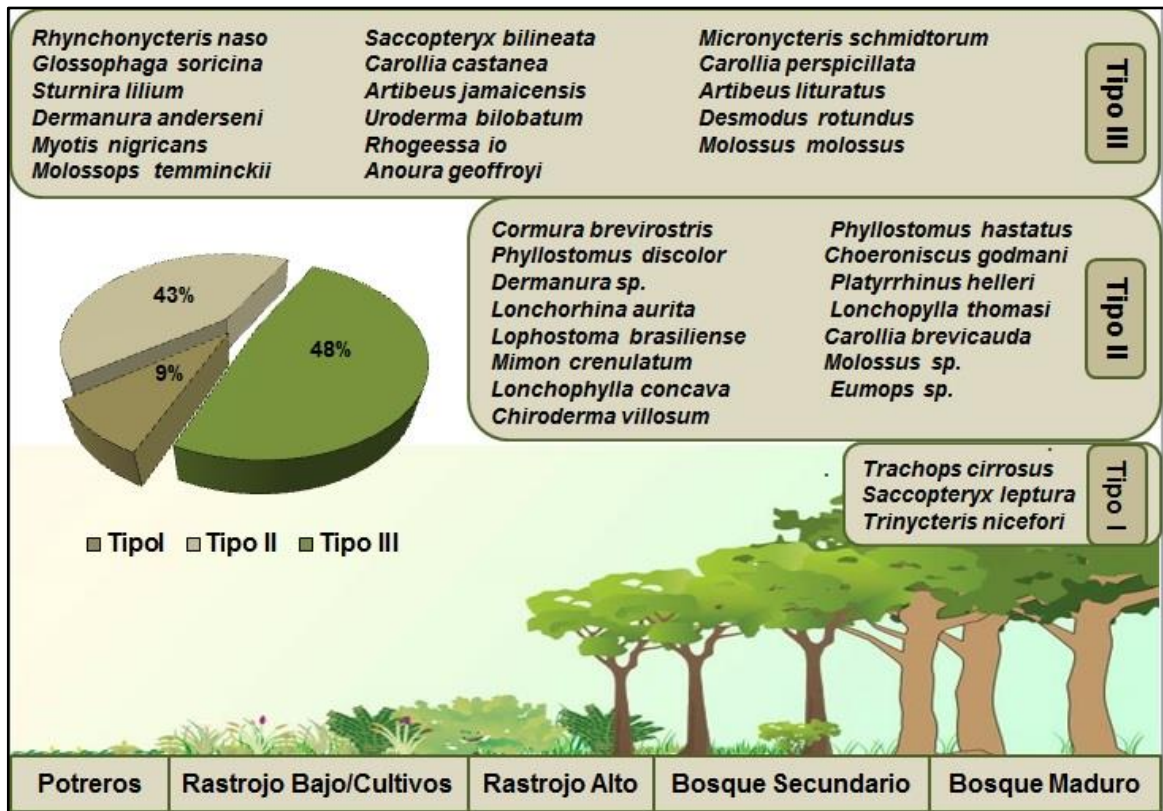 Rhynchonycteris naso Saccopteryx bilineata Micronycteris schmidtorum
Glossophaga soricina Carollia castanea Carollia perspicillata
Sturnira lilium Artibeus jamaicensis Artibeus lituratus
Dermanura anderseni Uroderma bilobatum Desmodus rotundus
Myotis nigricans Rhogeessa io Molossus molossus
Molossops temminckii Anoura geoffroyi
Tipo III
Cormura brevirostris Phyllostomus hastatus
Phyllostomus discolor Choeroniscus godmani
Dermanura sp. Platyrrhinus helleri
Lonchorhina aurita Lonchopylla thomasi
Lophostoma brasiliense Carollia brevicauda
Mimon crenulatum Molossus sp.
Lonchophylla concava Eumops sp.
Chiroderma villosum
Tipo II
43%
48%
9%
TipoI Tipo II Tipo III
Trachops cirrosus
Saccopteryx leptura
Trinycteris nicefori
Tipo I
Potreros Rastrojo Bajo/Cultivos Rastrojo Alto Bosque Secundario Bosque Maduro